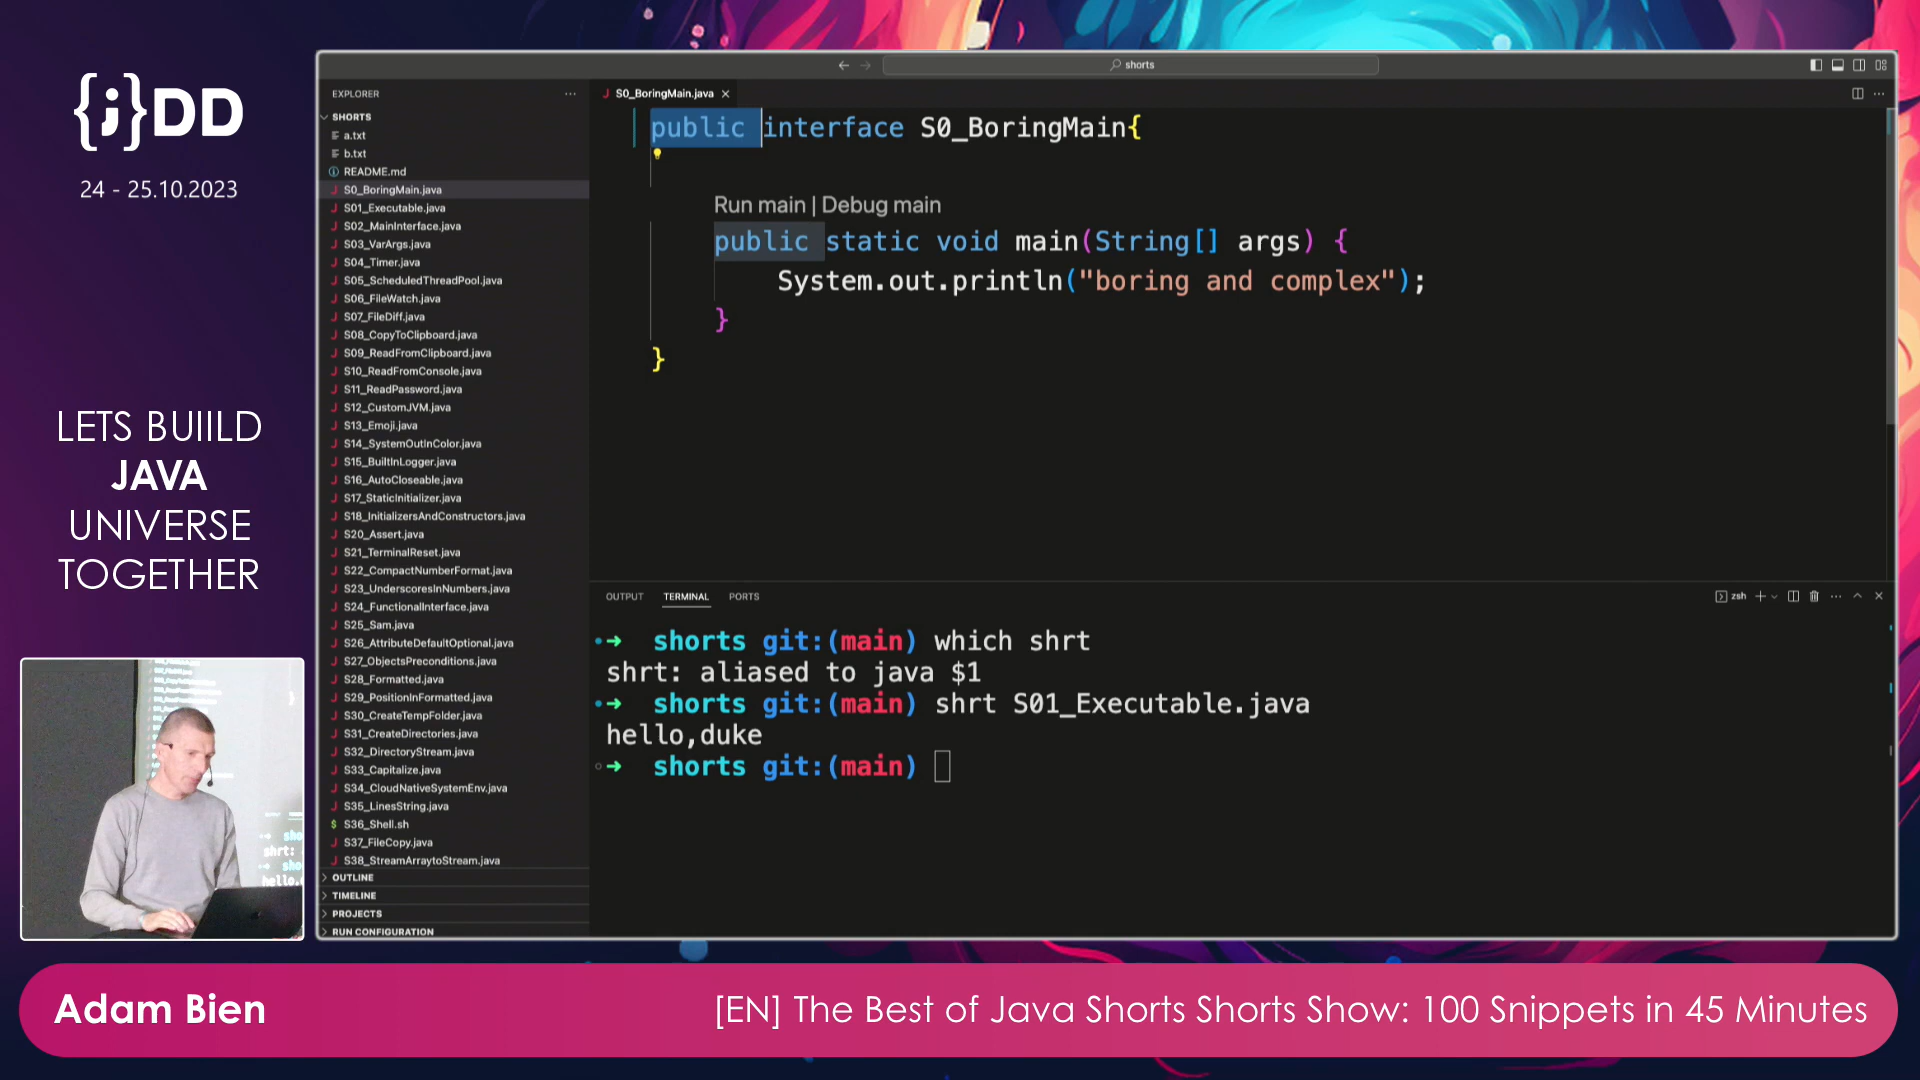 {;}DD
24 - 25.10.2023
LETS BUIILD
JAVA
UNIVERSE
TOGETHER
shorts
EXPLORER
SHORTS
a.txt
b.txt
README.md
S0_BoringMain.java
S01_Executable.java
S02_MainInterface.java
S03_VarArgs.java
S04_Timer.java
S05_ScheduledThreadPool.java
S06_FileWatch.java
S07_FileDiff.java
S08_CopyToClipboard.java
S09_ReadFromClipboard.java
S10_ReadFromConsole.java
S11_ReadPassword.java
S12_CustomJVM.java
S13_Emoji.java
S14_SystemOutInColor.java
S15_BuiltInLogger.java
S16_AutoCloseable.java
S17_StaticInitializer.java
S18_InitializersAndConstructors.java
S20_Assert.java
S21_TerminalReset.java
S22_CompactNumberFormat.java
S23_UnderscoresInNumbers.java
S24_FunctionalInterface.java
S25_Sam.java
S26_AttributeDefaultOptional.java
S27_ObjectsPreconditions.java
S28_Formatted.java
S29_PositionInFormatted.java
S30_CreateTempFolder.java
S31_CreateDirectories.java
S32_DirectoryStream.java
S33_Capitalize.java
S34_CloudNativeSystemEnv.java
S35_LinesString.java
S36_Shell.sh
S37_FileCopy.java
S38_StreamArraytoStream.java
OUTLINE
TIMELINE
PROJECTS
RUN CONFIGURATION
S0_BoringMain.java
public interface S0_BoringMain{
Run main | Debug main
public static void main(String[] args) {
System.out.println("boring and complex");
}
}
OUTPUT TERMINAL PORTS
zsh
➜ shorts git:(main) which shrt
shrt: aliased to java $1
➜ shorts git:(main) shrt S01_Executable.java
hello,duke
➜ shorts git:(main)
Adam Bien
[EN] The Best of Java Shorts Shorts Show: 100 Snippets in 45 Minutes